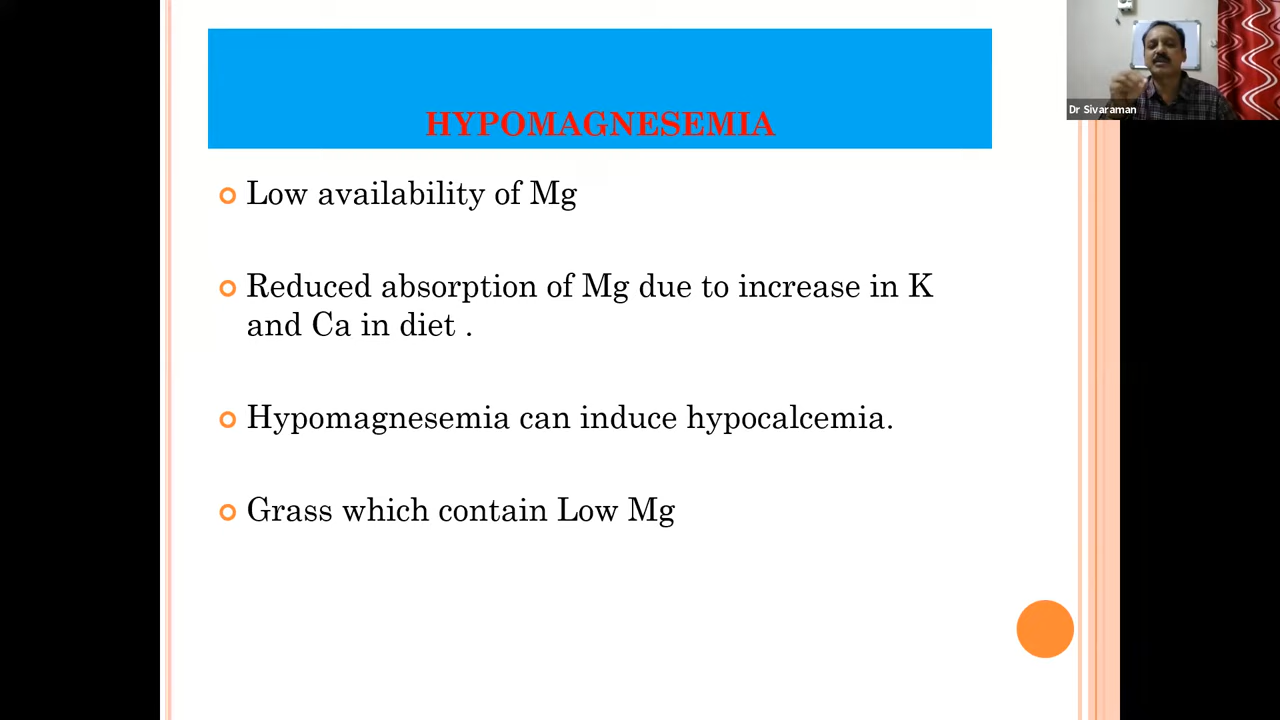 HYPOMAGNESEMIA
Dr Sivaraman
Low availability of Mg
Reduced absorption of Mg due to increase in K
and Ca in diet .
Hypomagnesemia can induce hypocalcemia.
Grass which contain Low Mg